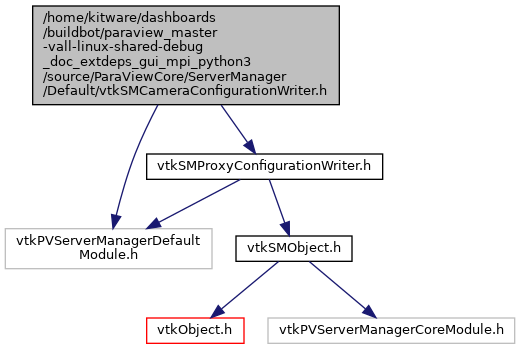 /home/kitware/dashboards
/buildbot/paraview_master
-vall-linux-shared-debug
_doc_extdeps_gui_mpi_python3
/source/ParaViewCore/ServerManager
/Default/vtkSMCameraConfigurationWriter.h
vtkSMProxyConfigurationWriter.h
vtkPVServerManagerDefault
Module.h
vtkSMObject.h
vtkObject.h
vtkPVServerManagerCoreModule.h